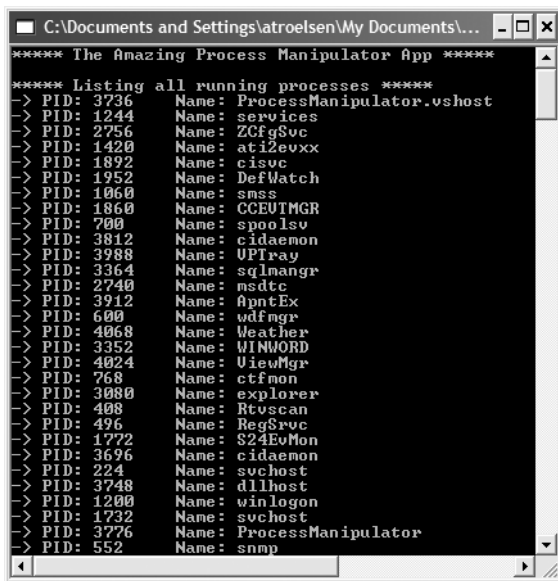 C:\Documents and Settings\atroelsen\My Documents\...
***** The Amazing Process Manipulator App *****
***** Listing all running processes *****
-> PID: 3736 Name: ProcessManipulator.vshost
-> PID: 1244 Name: services
-> PID: 2756 Name: ZCfgSvc
-> PID: 1420 Name: ati2evxx
-> PID: 1892 Name: cisvc
-> PID: 1952 Name: DefWatch
-> PID: 1060 Name: smss
-> PID: 1860 Name: CCEVTMGR
-> PID: 700 Name: spoolsv
-> PID: 3812 Name: cidaemon
-> PID: 3988 Name: VPTray
-> PID: 3364 Name: sqlmangr
-> PID: 2740 Name: msdtc
-> PID: 3912 Name: ApntEx
-> PID: 600 Name: wdfmgr
-> PID: 4068 Name: Weather
-> PID: 3352 Name: WINWORD
-> PID: 4024 Name: ViewMgr
-> PID: 768 Name: ctfmon
-> PID: 3080 Name: explorer
-> PID: 408 Name: Rtvscan
-> PID: 496 Name: RegSrvc
-> PID: 1772 Name: S24EvMon
-> PID: 3696 Name: cidaemon
-> PID: 224 Name: svchost
-> PID: 3748 Name: dllhost
-> PID: 1200 Name: winlogon
-> PID: 1732 Name: svchost
-> PID: 3776 Name: ProcessManipulator
-> PID: 552 Name: snmp